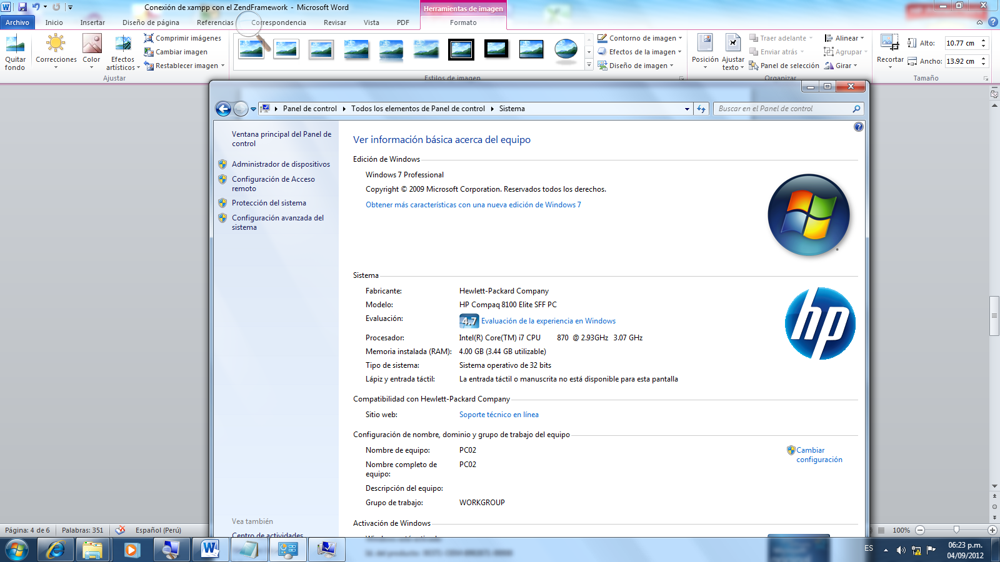 Conexión de xampp con el ZendFramework - Microsoft Word
Herramientas de imagen
Archivo Inicio Insertar Diseño de página Referencias Correspondencia Revisar Vista PDF Formato
Quitar fondo
Correcciones
Color
Efectos artísticos
Comprimir imágenes
Cambiar imagen
Restablecer imagen
Ajustar
Estilos de imagen
Contorno de imagen
Efectos de la imagen
Diseño de imagen
Posición
Ajustar texto
Traer adelante
Enviar atrás
Panel de selección
Alinear
Agrupar
Girar
Organizar
Recortar
Alto: 10.77 cm
Ancho: 13.92 cm
Tamaño
Panel de control Todos los elementos de Panel de control Sistema
Buscar en el Panel de control
Ventana principal del Panel de
control
Administrador de dispositivos
Configuración de Acceso
remoto
Protección del sistema
Configuración avanzada del
sistema
Vea también
Centro de actividades
Ver información básica acerca del equipo
Edición de Windows
Windows 7 Professional
Copyright © 2009 Microsoft Corporation. Reservados todos los derechos.
Obtener más características con una nueva edición de Windows 7
Sistema
Fabricante: Hewlett-Packard Company
Modelo: HP Compaq 8100 Elite SFF PC
Evaluación: 4.7 Evaluación de la experiencia en Windows
Procesador: Intel(R) Core(TM) i7 CPU 870 @ 2.93GHz 3.07 GHz
Memoria instalada (RAM): 4.00 GB (3.44 GB utilizable)
Tipo de sistema: Sistema operativo de 32 bits
Lápiz y entrada táctil: La entrada táctil o manuscrita no está disponible para esta pantalla
hp
Compatibilidad con Hewlett-Packard Company
Sitio web: Soporte técnico en línea
Configuración de nombre, dominio y grupo de trabajo del equipo
Nombre de equipo: PC02
Cambiar
configuración
Nombre completo de
equipo: PC02
Descripción del equipo:
Grupo de trabajo: WORKGROUP
Activación de Windows
Página: 4 de 6 Palabras: 351 Español (Perú)
100%
ES
06:23 p.m.
04/09/2012